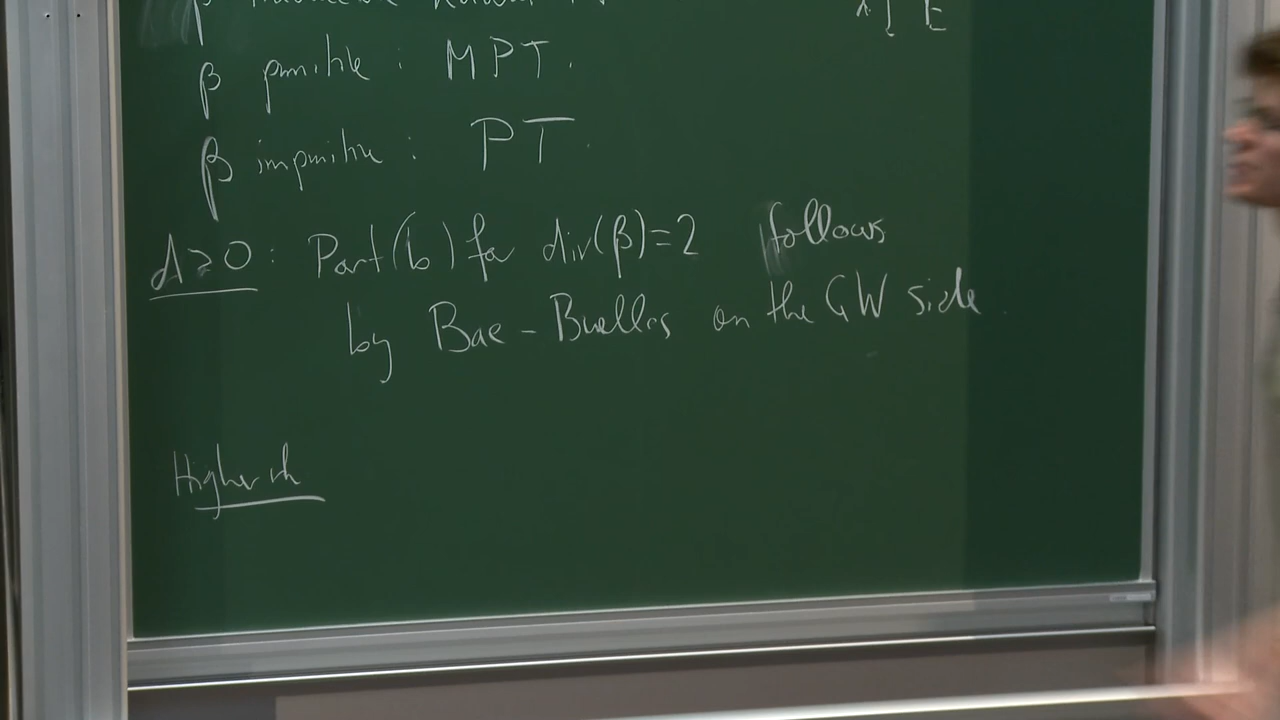 β primitive : MPT.
β imprimitive : PT.
d ≥ 0 : Part (b) for div(β)=2 follows
by Bae - Buelles on the GW side.
Higher rk